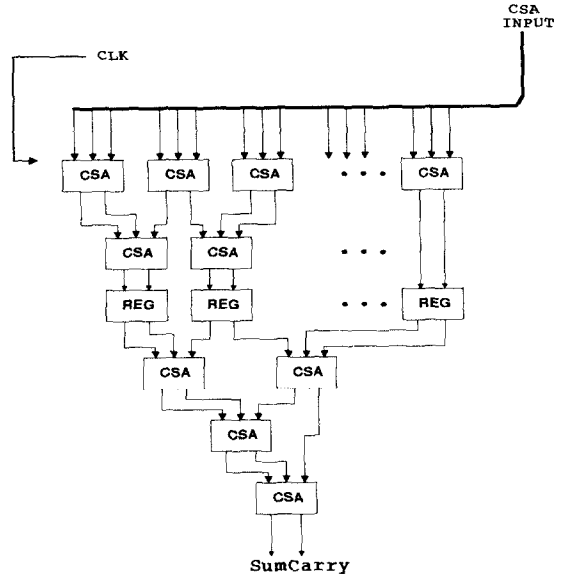 CSA
INPUT
CLK
CSA CSA CSA • • • CSA
CSA CSA • • •
REG REG • • • REG
CSA CSA
CSA
CSA
SumCarry